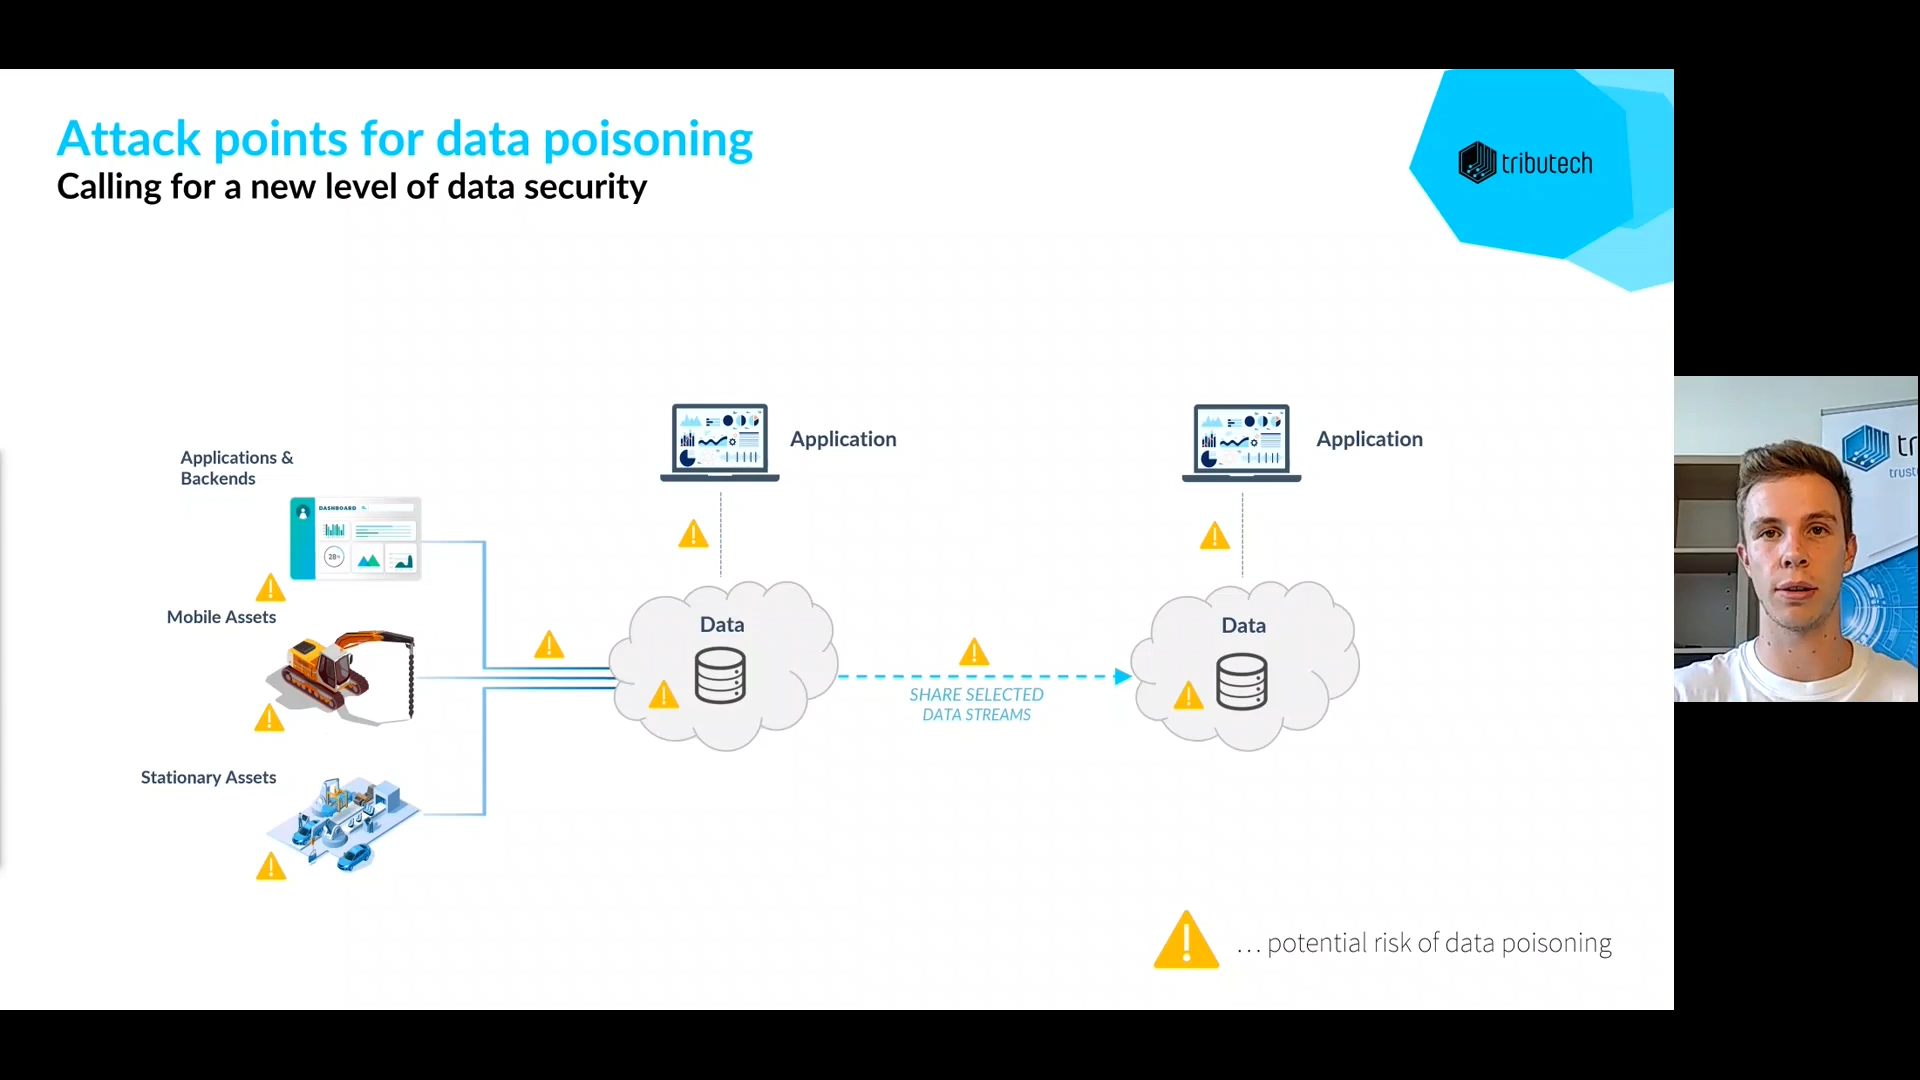 Attack points for data poisoning
Calling for a new level of data security
tributech
Application
Application
Applications &
Backends
DASHBOARD
Mobile Assets
Data
Data
SHARE SELECTED
DATA STREAMS
Stationary Assets
... potential risk of data poisoning